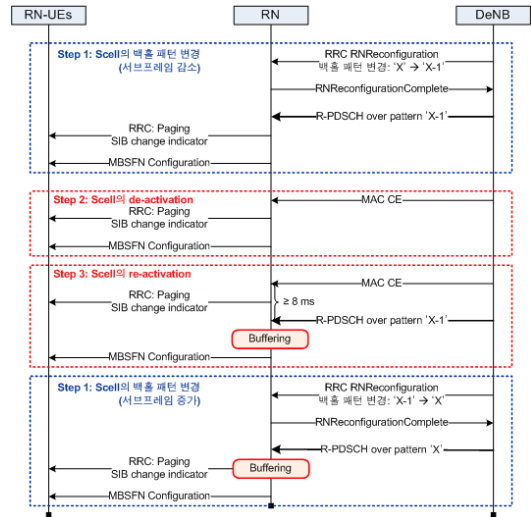 RN-UEs
RN
DeNB
Step 1: Scell의 백홀 패턴 변경
(서브프레임 감소)
RRC RNReconfiguration
백홀 패턴 변경: 'X' → 'X-1'
RNReconfigurationComplete
R-PDSCH over pattern 'X-1'
RRC: Paging
SIB change indicator
MBSFN Configuration
Step 2: Scell의 de-activation
MAC CE
RRC: Paging
SIB change indicator
MBSFN Configuration
Step 3: Scell의 re-activation
MAC CE
RRC: Paging
SIB change indicator
≥ 8 ms
R-PDSCH over pattern 'X-1'
Buffering
MBSFN Configuration
Step 1: Scell의 백홀 패턴 변경
(서브프레임 증가)
RRC RNReconfiguration
백홀 패턴 변경: 'X-1' → 'X'
RNReconfigurationComplete
R-PDSCH over pattern 'X'
RRC: Paging
SIB change indicator
Buffering
MBSFN Configuration